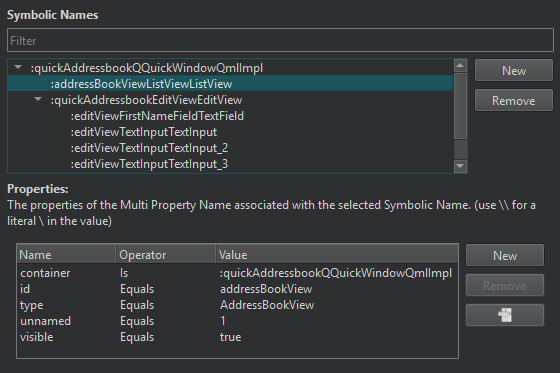 Symbolic Names
Filter
:quickAddressbookQQuickWindowQmlImpl
:addressBookViewListViewListView
:quickAddressbookEditViewEditView
:editViewFirstNameFieldTextField
:editViewTextInputTextInput
:editViewTextInputTextInput_2
:editViewTextInputTextInput_3
New
Remove
Properties:
The properties of the Multi Property Name associated with the selected Symbolic Name. (use \\ for a
literal \ in the value)
Name Operator Value
container Is :quickAddressbookQQuickWindowQmlImpl
id Equals addressBookView
type Equals AddressBookView
unnamed Equals 1
visible Equals true
New
Remove